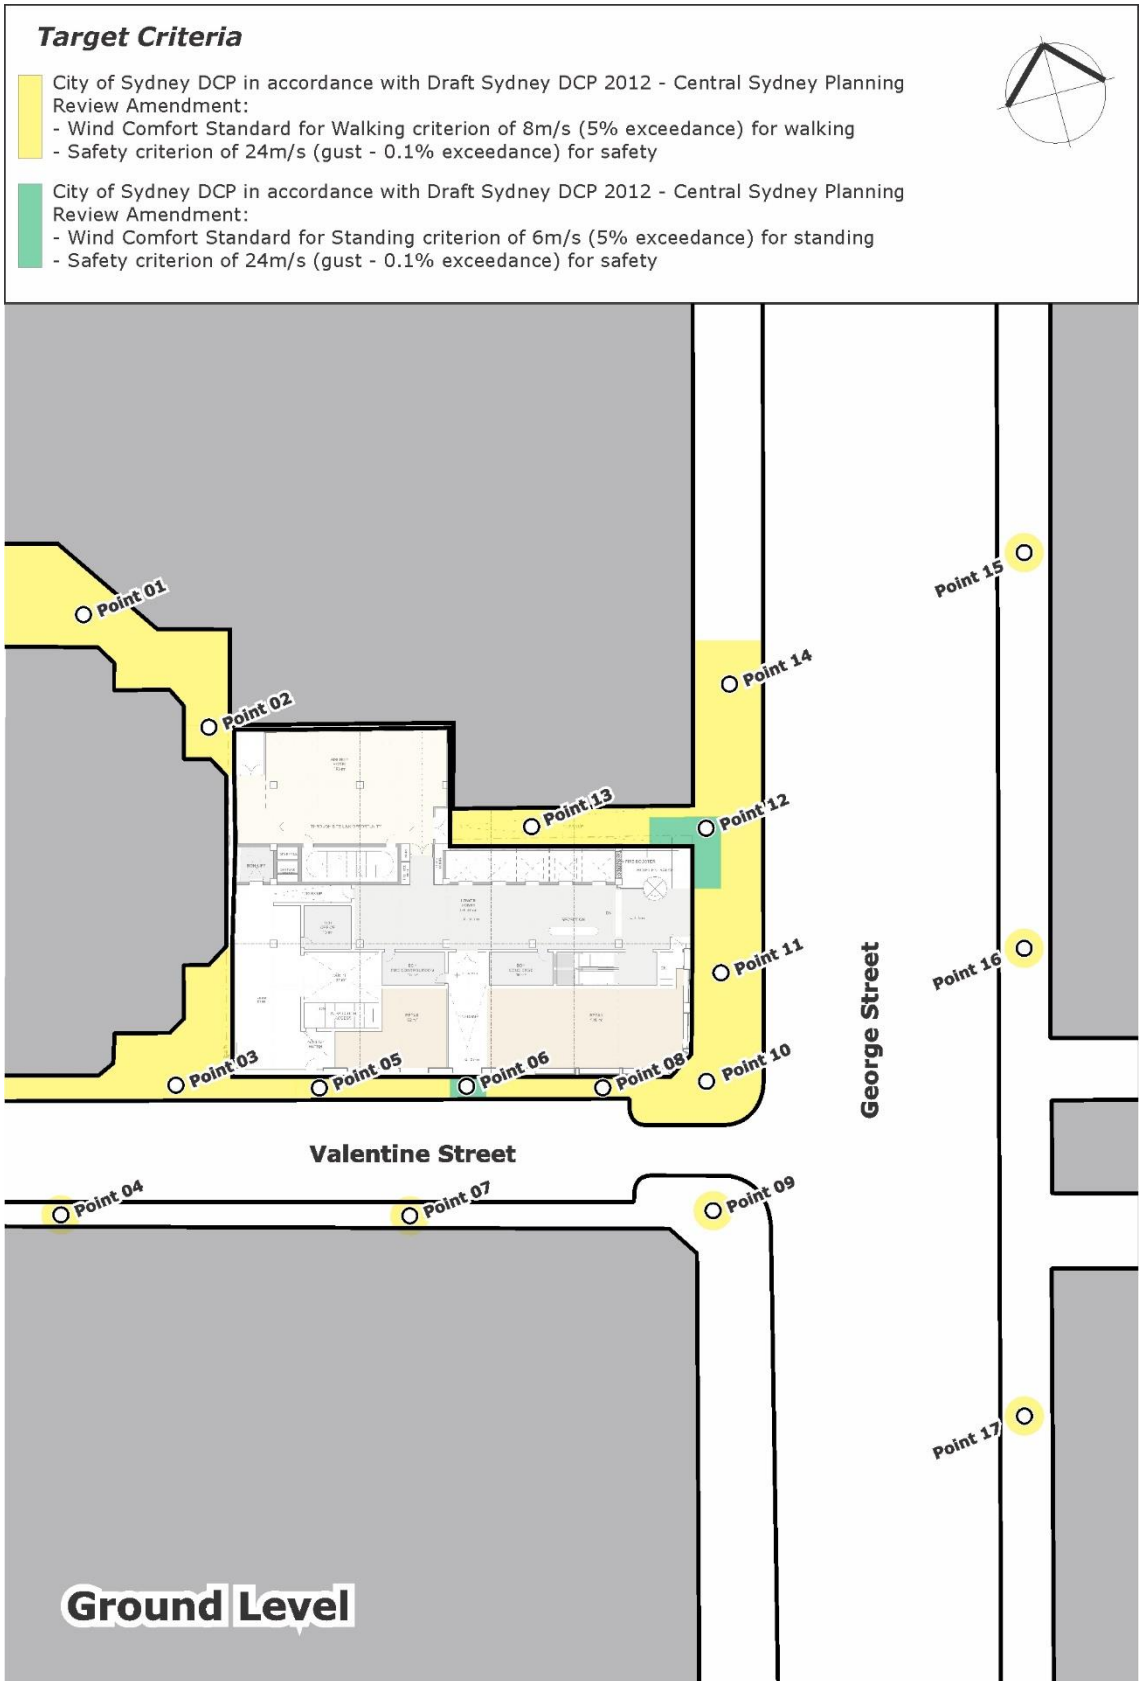 Target Criteria
City of Sydney DCP in accordance with Draft Sydney DCP 2012 - Central Sydney Planning
Review Amendment:
- Wind Comfort Standard for Walking criterion of 8m/s (5% exceedance) for walking
- Safety criterion of 24m/s (gust - 0.1% exceedance) for safety
City of Sydney DCP in accordance with Draft Sydney DCP 2012 - Central Sydney Planning
Review Amendment:
- Wind Comfort Standard for Standing criterion of 6m/s (5% exceedance) for standing
- Safety criterion of 24m/s (gust - 0.1% exceedance) for safety
Point 15
Point 01
Point 14
Point 02
Point 13
Point 12
Point 11
Point 16
George Street
Point 03
Point 05
Point 06
Point 08
Point 10
Valentine Street
Point 04
Point 07
Point 09
Point 17
Ground Level